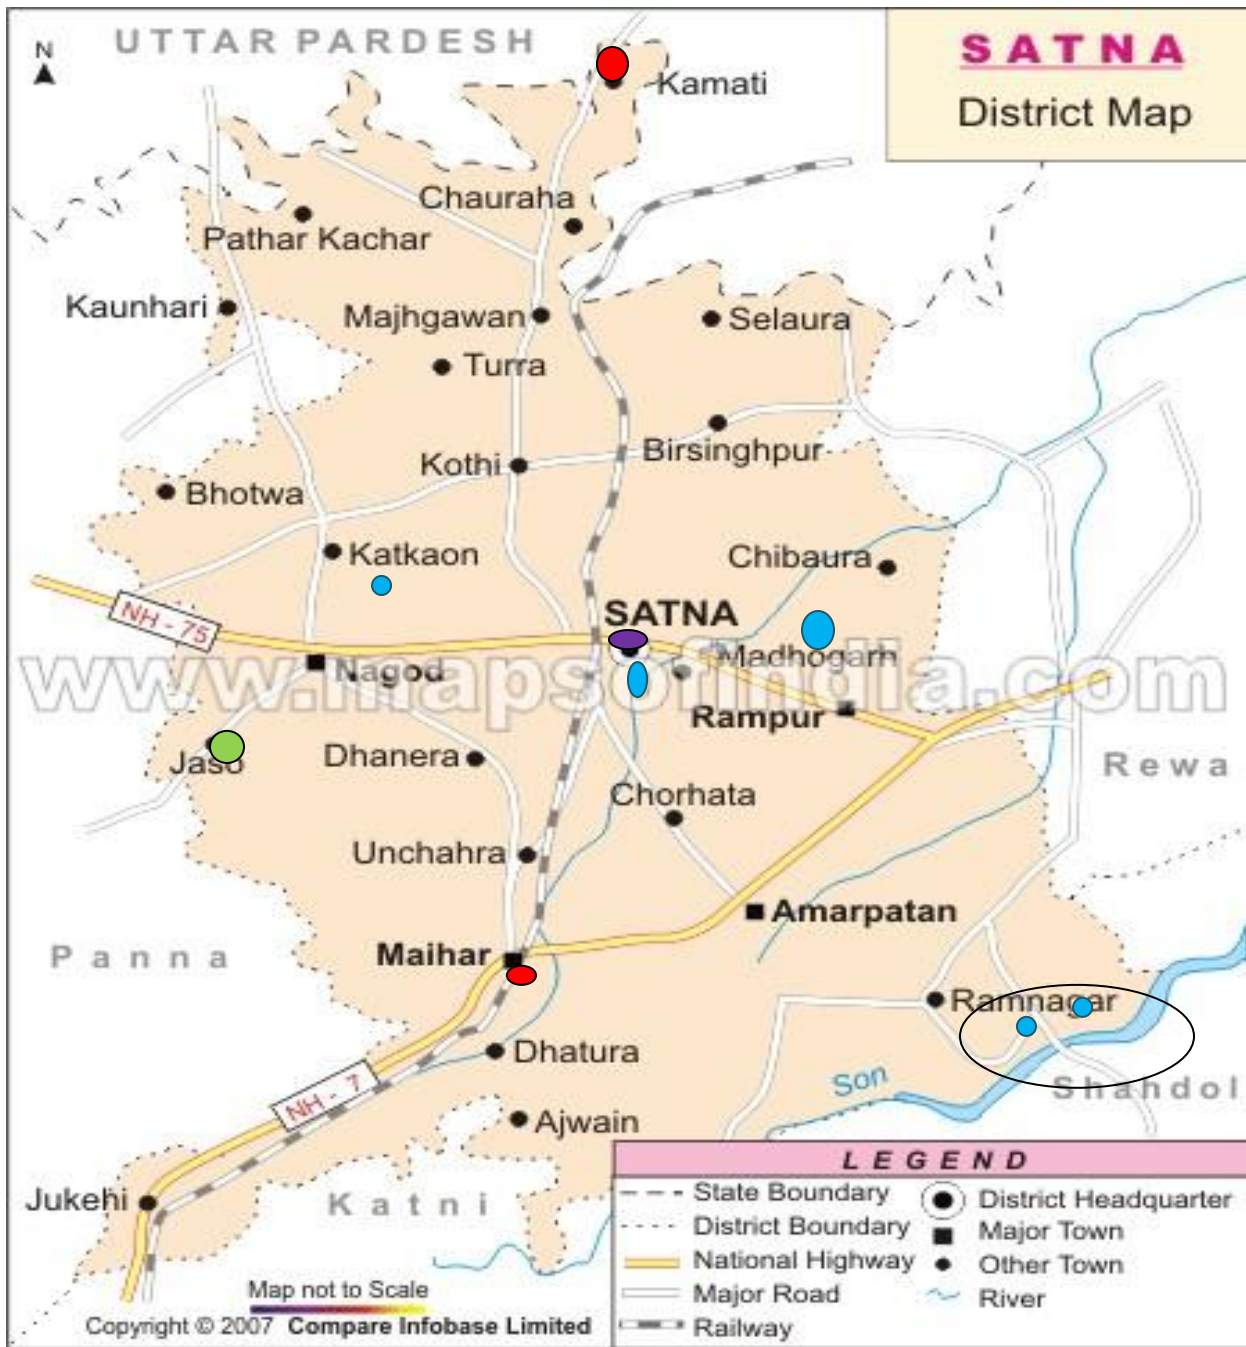 UTTAR PARDESH
N
SATNA
District Map
Kamati
Chauraha
Pathar Kachar
Kaunhari
Majhgawan
Selaura
Turra
Birsinghpur
Kothi
Bhotwa
Katkaon
Chibaura
SATNA
NH - 75
www.mapsofindia.com
Madhogarh
Nagod
Rampur
Jaso
Dhanera
Rewa
Chorhata
Unchahra
Amarpatan
Maihar
Panna
Ramnagar
Dhatura
Son
Shahdol
NH - 7
Ajwain
Jukehi
Katni
LEGEND
State Boundary
District Headquarter
District Boundary
Major Town
National Highway
Other Town
Major Road
River
Railway
Map not to Scale
Copyright © 2007 Compare Infobase Limited